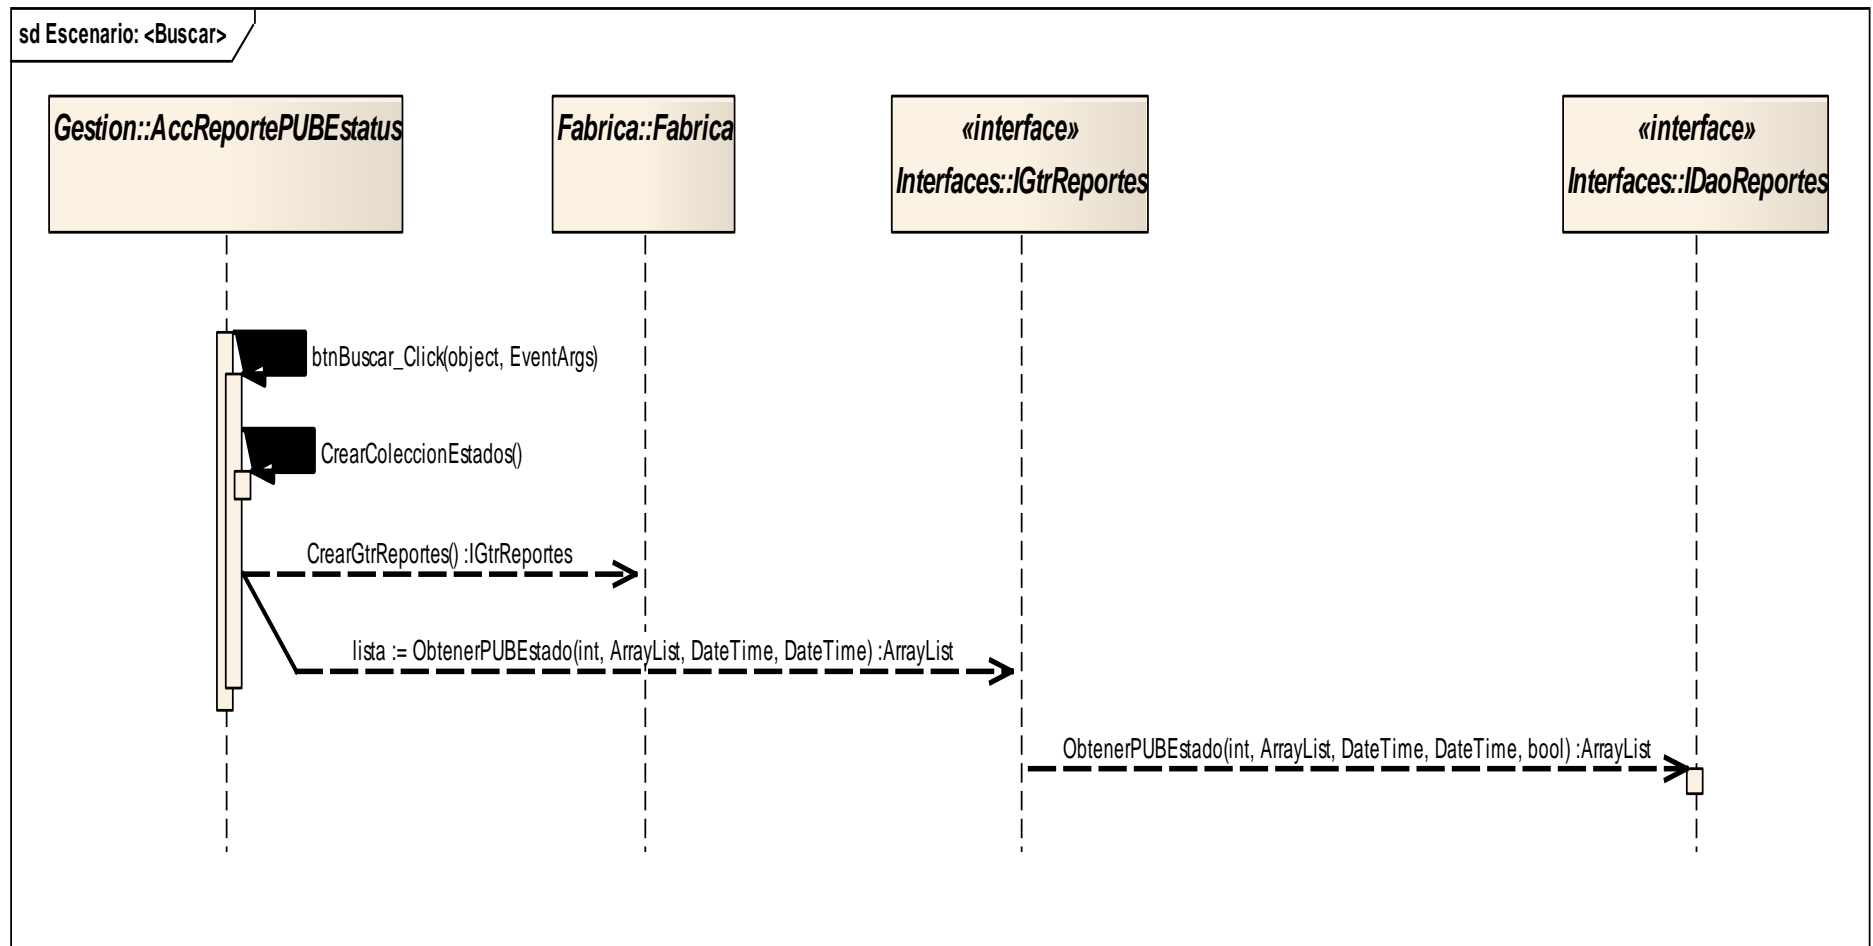 sd Escenario: <Buscar>
Gestion::AccReportePUBEstatus
Fabrica::Fabrica
«interface»
Interfaces::IGtrReportes
«interface»
Interfaces::IDaoReportes
btnBuscar_Click(object, EventArgs)
CrearColeccionEstados()
CrearGtrReportes() :IGtrReportes
lista := ObtenerPUBEstado(int, ArrayList, DateTime, DateTime) :ArrayList
ObtenerPUBEstado(int, ArrayList, DateTime, DateTime, bool) :ArrayList